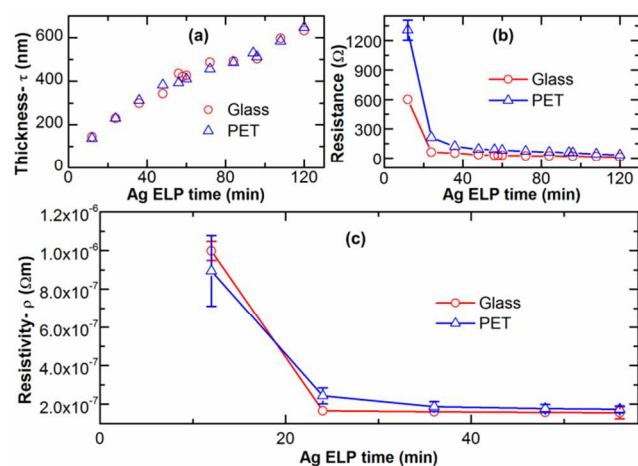 (a)
Thickness- τ (nm)
600
400
200
0
0 40 80 120
Ag ELP time (min)
Glass
PET
(b)
Resistance (Ω)
1200
900
600
300
0 40 80 120
Ag ELP time (min)
Glass
PET
(c)
Resistivity- ρ (Ωm)
1.2x10⁻⁶
1.0x10⁻⁶
8.0x10⁻⁷
6.0x10⁻⁷
4.0x10⁻⁷
2.0x10⁻⁷
0 20 40
Ag ELP time (min)
Glass
PET